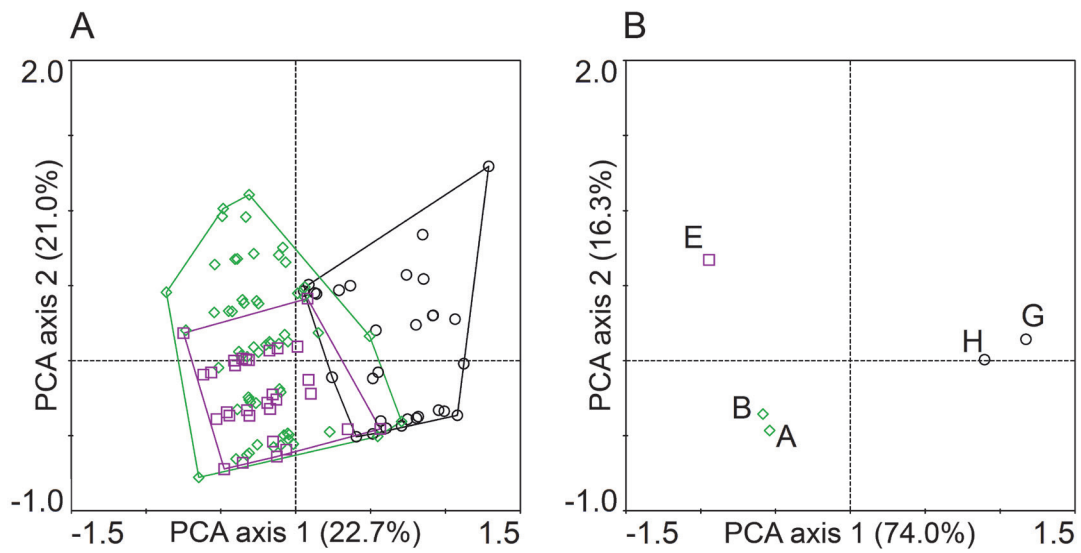 A
2.0
PCA axis 2 (21.0%)
-1.0
-1.5
PCA axis 1 (22.7%)
1.5
B
2.0
PCA axis 2 (16.3%)
E
G
H
B
A
-1.0
-1.5
PCA axis 1 (74.0%)
1.5